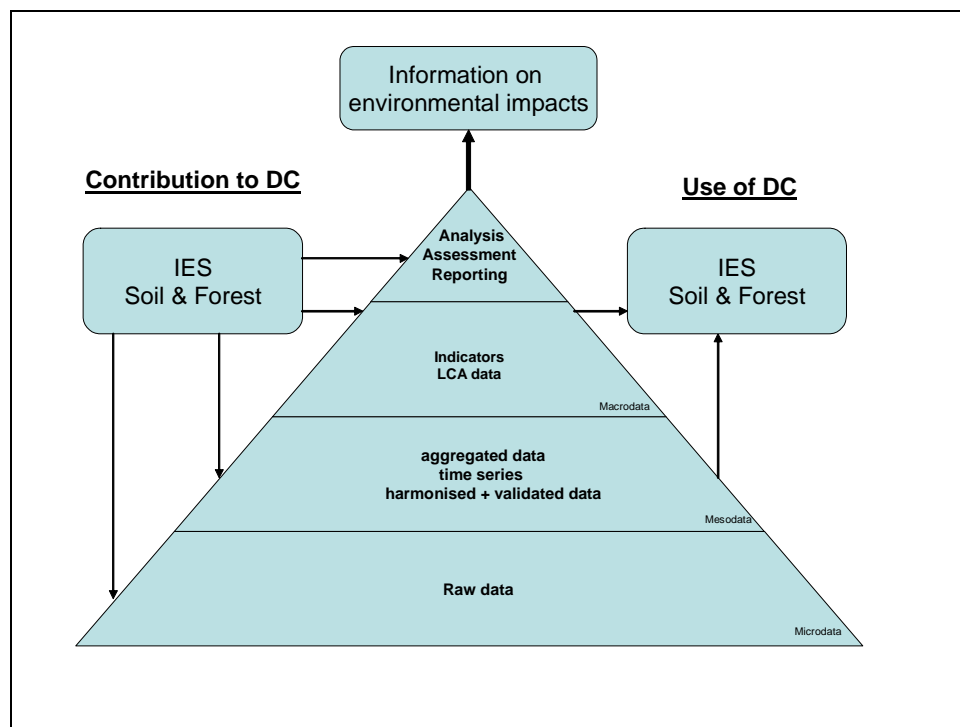 Information on
environmental impacts
Contribution to DC
Use of DC
IES
Soil & Forest
Analysis
Assessment
Reporting
IES
Soil & Forest
Indicators
LCA data
Macrodata
aggregated data
time series
harmonised + validated data
Mesodata
Raw data
Microdata